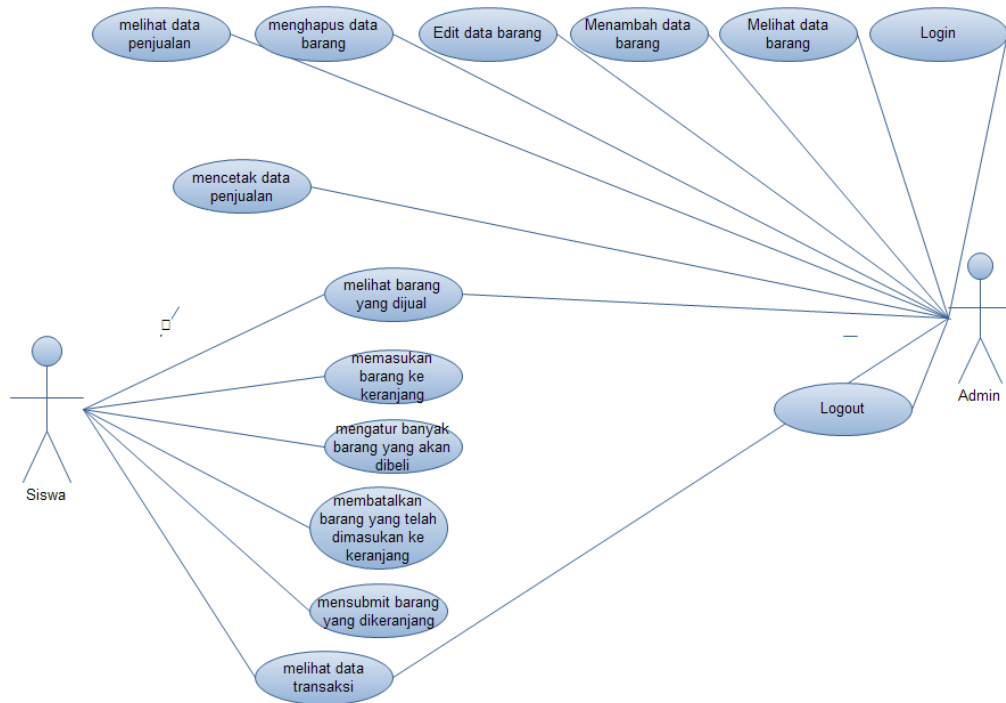 melihat data
penjualan
menghapus data
barang
Edit data barang
Menambah data
barang
Melihat data
barang
Login
mencetak data
penjualan
melihat barang
yang dijual
memasukan
barang ke
keranjang
mengatur banyak
barang yang akan
dibeli
membatalkan
barang yang telah
dimasukan ke
keranjang
mensubmit barang
yang dikeranjang
melihat data
transaksi
Logout
Siswa
Admin